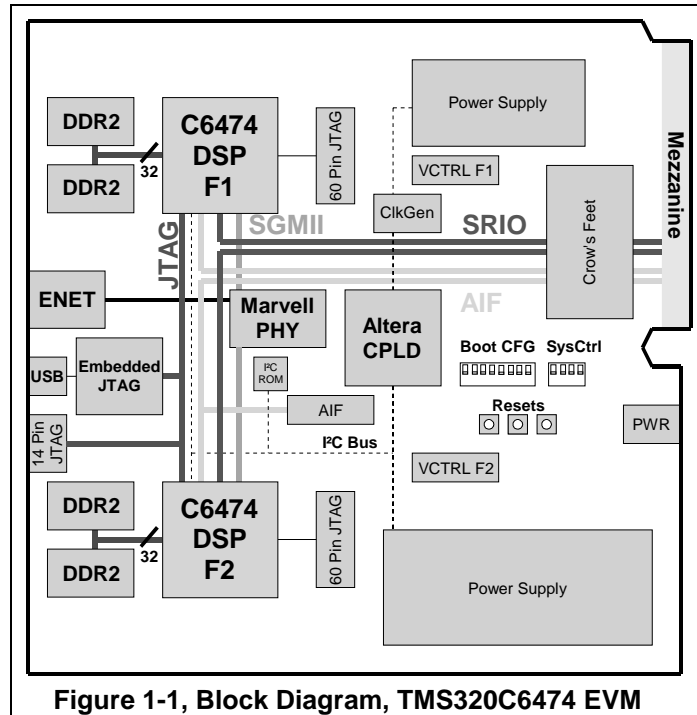 Power Supply
DDR2
C6474
DSP
F1
60 Pin JTAG
Mezzanine
32
DDR2
VCTRL F1
ClkGen
Crow's Feet
JTAG
SGMII
SRIO
ENET
Marvell
PHY
Altera
CPLD
AIF
Boot CFG
SysCtrl
USB
Embedded
JTAG
I²C
ROM
AIF
Resets
14 Pin
JTAG
I²C Bus
PWR
VCTRL F2
DDR2
C6474
DSP
F2
60 Pin JTAG
32
DDR2
Power Supply
Figure 1-1, Block Diagram, TMS320C6474 EVM